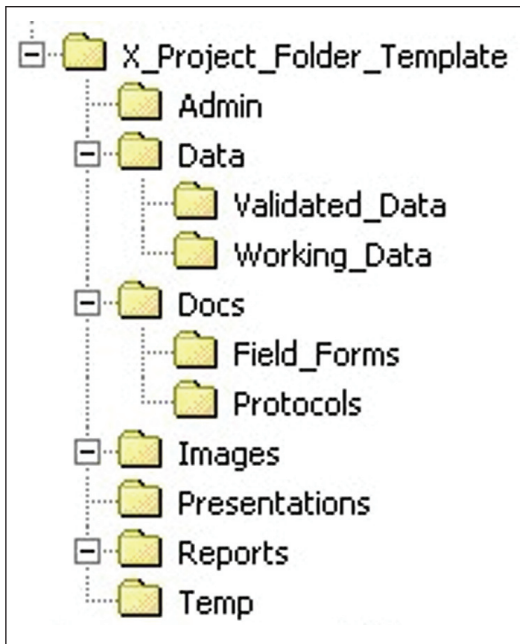 X_Project_Folder_Template
Admin
Data
Validated_Data
Working_Data
Docs
Field_Forms
Protocols
Images
Presentations
Reports
Temp